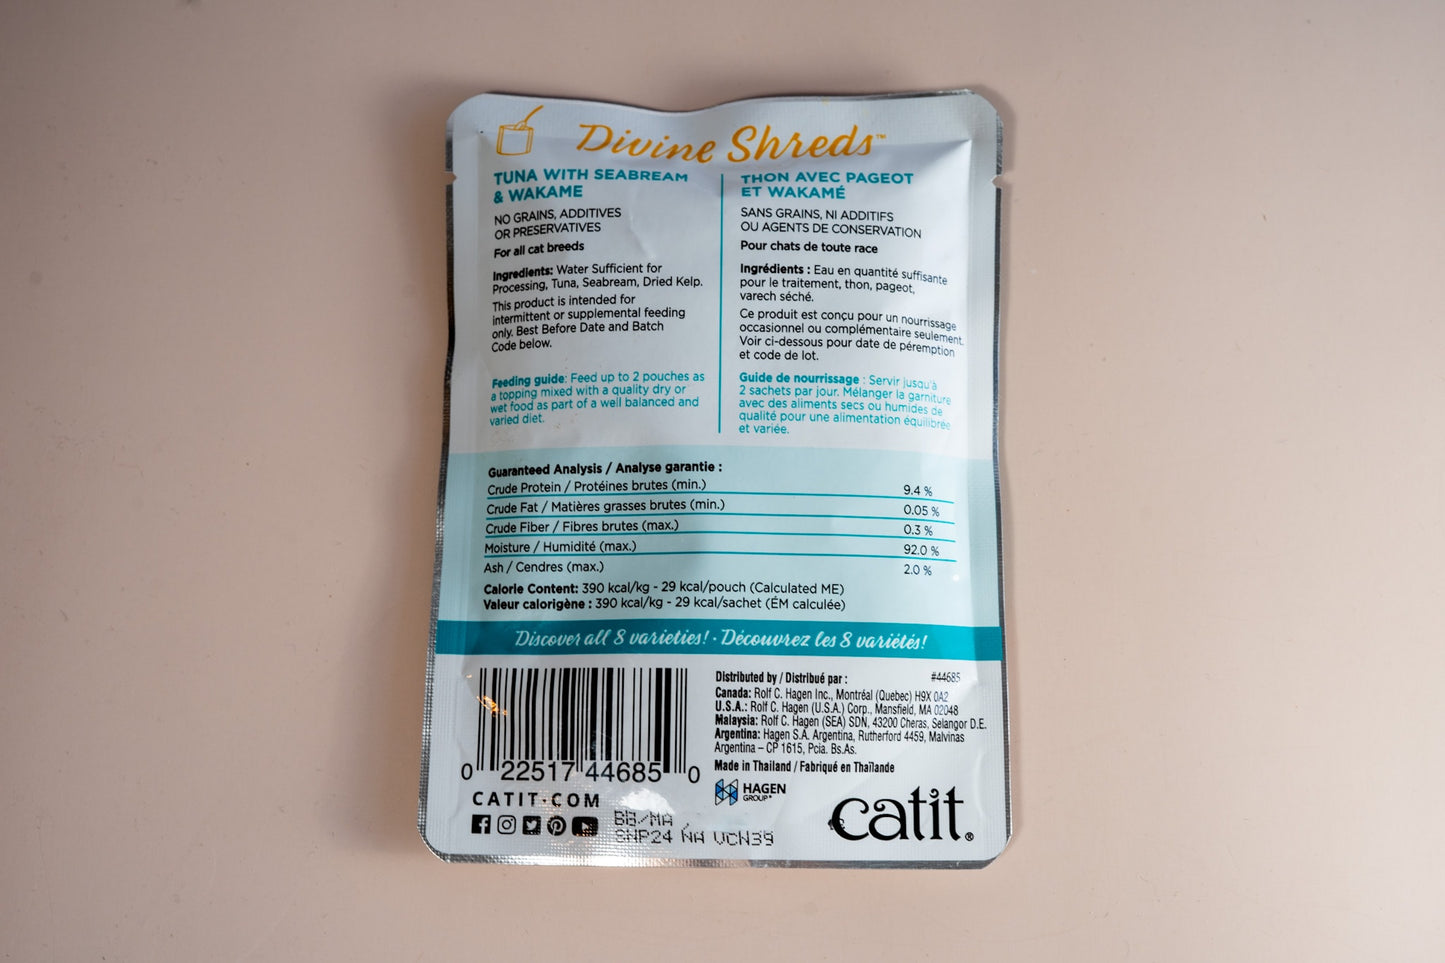 Divine Shreds™
TUNA WITH SEABREAM
& WAKAME
NO GRAINS, ADDITIVES
OR PRESERVATIVES
For all cat breeds
Ingredients: Water Sufficient for
Processing, Tuna, Seabream, Dried Kelp.
This product is intended for
intermittent or supplemental feeding
only. Best Before Date and Batch
Code below.
Feeding guide: Feed up to 2 pouches as
a topping mixed with a quality dry or
wet food as part of a well balanced and
varied diet.
THON AVEC PAGEOT
ET WAKAMÉ
SANS GRAINS, NI ADDITIFS
OU AGENTS DE CONSERVATION
Pour chats de toute race
Ingrédients : Eau en quantité suffisante
pour le traitement, thon, pageot,
varech séché.
Ce produit est conçu pour un nourrissage
occasionnel ou complémentaire seulement.
Voir ci-dessous pour date de péremption
et code de lot.
Guide de nourrissage : Servir jusqu'à
2 sachets par jour. Mélanger la garniture
avec des aliments secs ou humides de
qualité pour une alimentation équilibrée
et variée.
Guaranteed Analysis / Analyse garantie :
Crude Protein / Protéines brutes (min.) 9.4 %
Crude Fat / Matières grasses brutes (min.) 0.05 %
Crude Fiber / Fibres brutes (max.) 0.3 %
Moisture / Humidité (max.) 92.0 %
Ash / Cendres (max.) 2.0 %
Calorie Content: 390 kcal/kg - 29 kcal/pouch (Calculated ME)
Valeur calorigène : 390 kcal/kg - 29 kcal/sachet (ÉM calculée)
Discover all 8 varieties! · Découvrez les 8 variétés!
0 22517 44685 0
CATIT·COM
Distributed by / Distribué par : #44685
Canada: Rolf C. Hagen Inc., Montréal (Quebec) H9X 0A2
U.S.A.: Rolf C. Hagen (U.S.A.) Corp., Mansfield, MA 02048
Malaysia: Rolf C. Hagen (SEA) SDN, 43200 Cheras, Selangor D.E.
Argentina: Hagen S.A. Argentina, Rutherford 4459, Malvinas
Argentina – CP 1615, Pcia. Bs.As.
Made in Thailand / Fabriqué en Thaïlande
HAGEN
GROUP®
catit®
BB/MA
24 NA VCN39